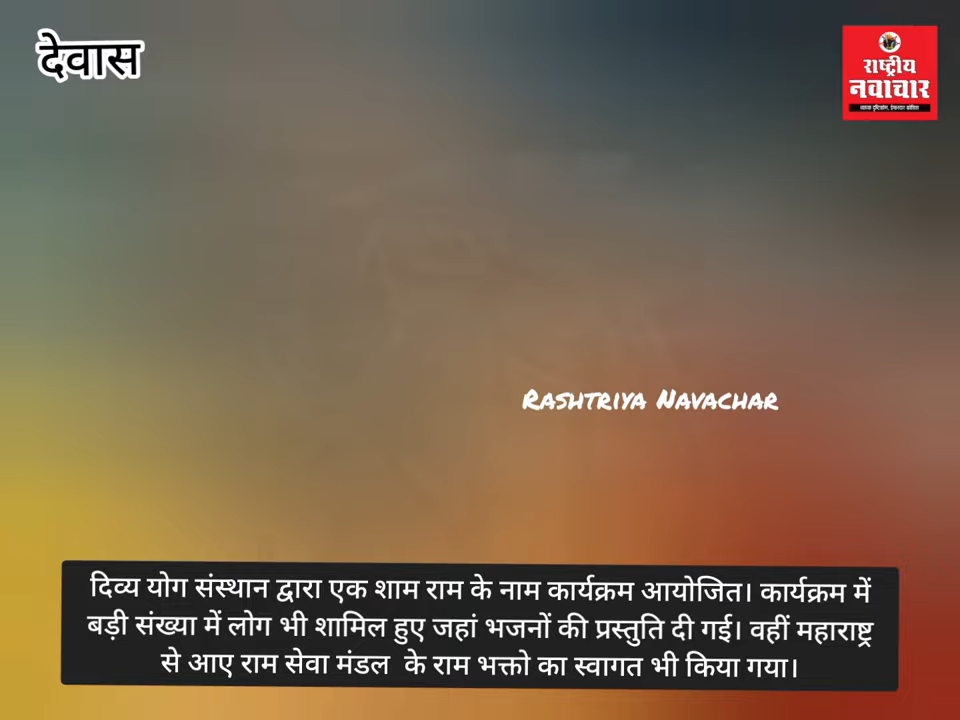 देवास
राष्ट्रीय
नवाचार
Rashtriya Navachar
दिव्य योग संस्थान द्वारा एक शाम राम के नाम कार्यक्रम आयोजित। कार्यक्रम में
बड़ी संख्या में लोग भी शामिल हुए जहां भजनों की प्रस्तुति दी गई। वहीं महाराष्ट्र
से आए राम सेवा मंडल के राम भक्तो का स्वागत भी किया गया।